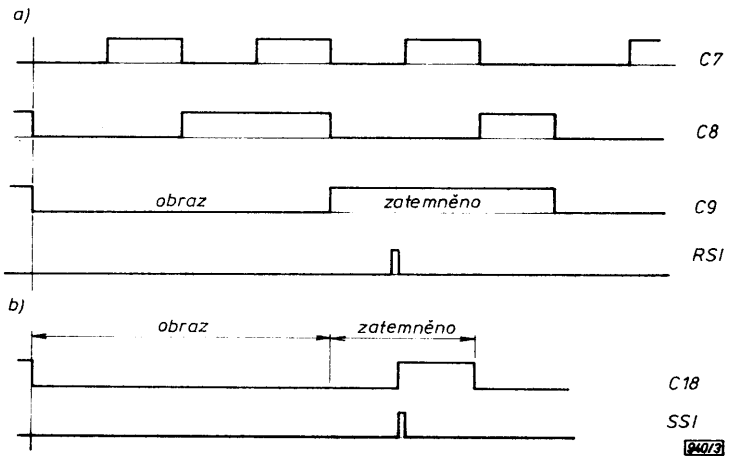 a)
C7
C8
obraz zatemněno C9
RSI
b)
obraz zatemněno
C18
SSI
940/3